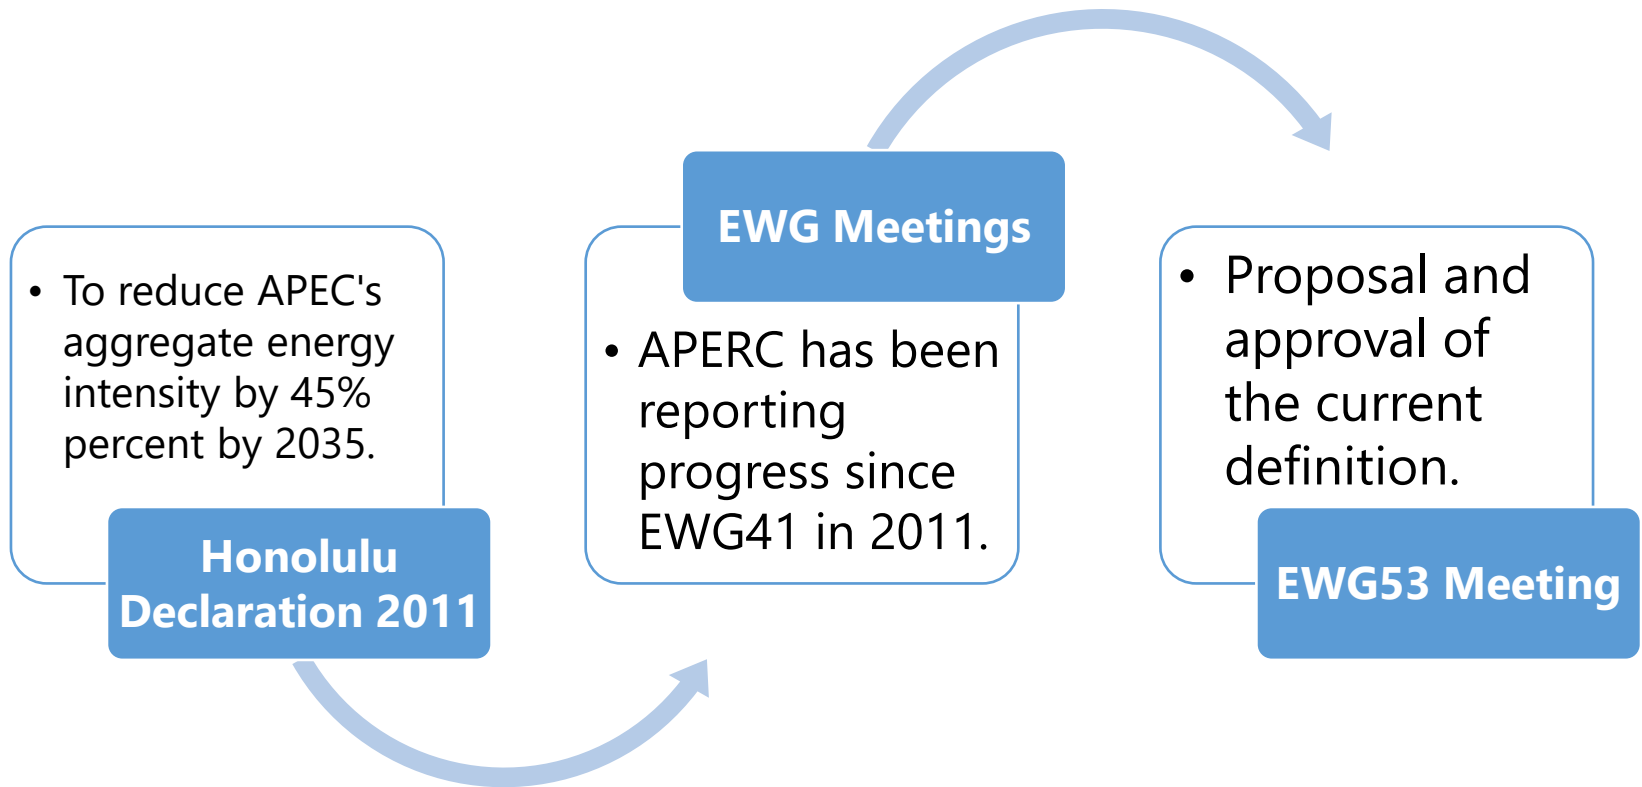 • To reduce APEC's
aggregate energy
intensity by 45%
percent by 2035.
Honolulu
Declaration 2011
EWG Meetings
• APERC has been
reporting
progress since
EWG41 in 2011.
• Proposal and
approval of
the current
definition.
EWG53 Meeting